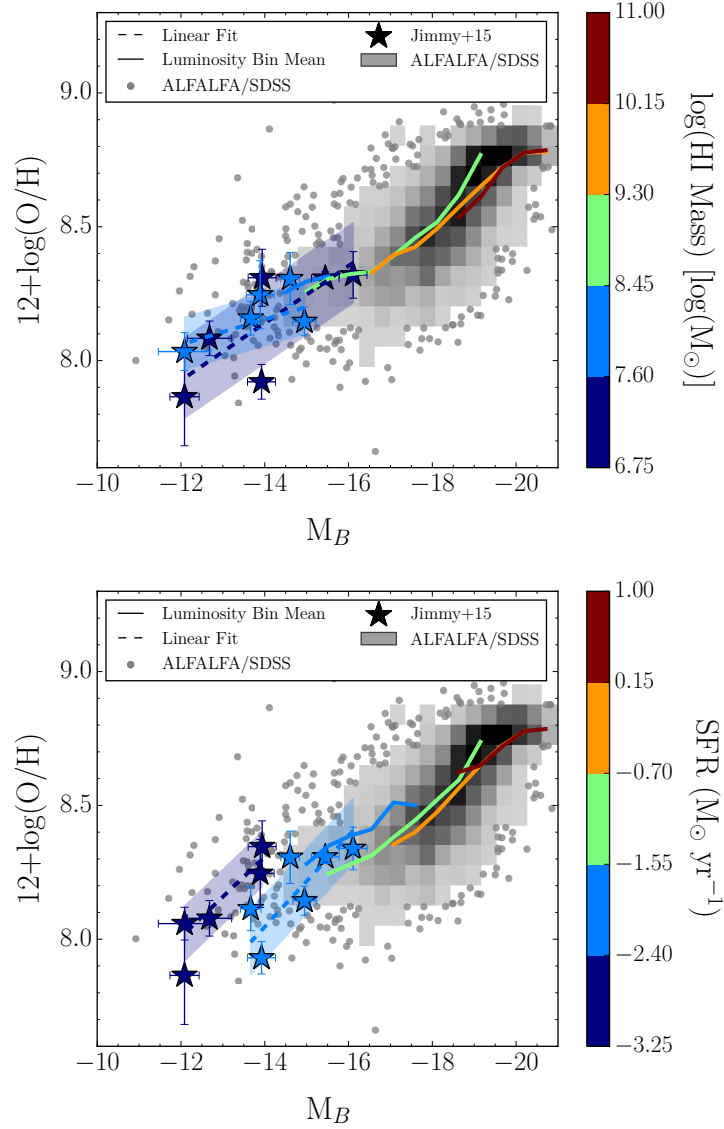 Linear Fit
Luminosity Bin Mean
ALFALFA/SDSS
Jimmy+15
ALFALFA/SDSS
12+log(O/H)
9.0
8.5
8.0
−10 −12 −14 −16 −18 −20
M_B
11.00
10.15
9.30
8.45
7.60
6.75
log(HI Mass) [log(M⊙)]
Luminosity Bin Mean
Linear Fit
ALFALFA/SDSS
Jimmy+15
ALFALFA/SDSS
12+log(O/H)
9.0
8.5
8.0
−10 −12 −14 −16 −18 −20
M_B
1.00
0.15
−0.70
−1.55
−2.40
−3.25
SFR (M⊙ yr⁻¹)